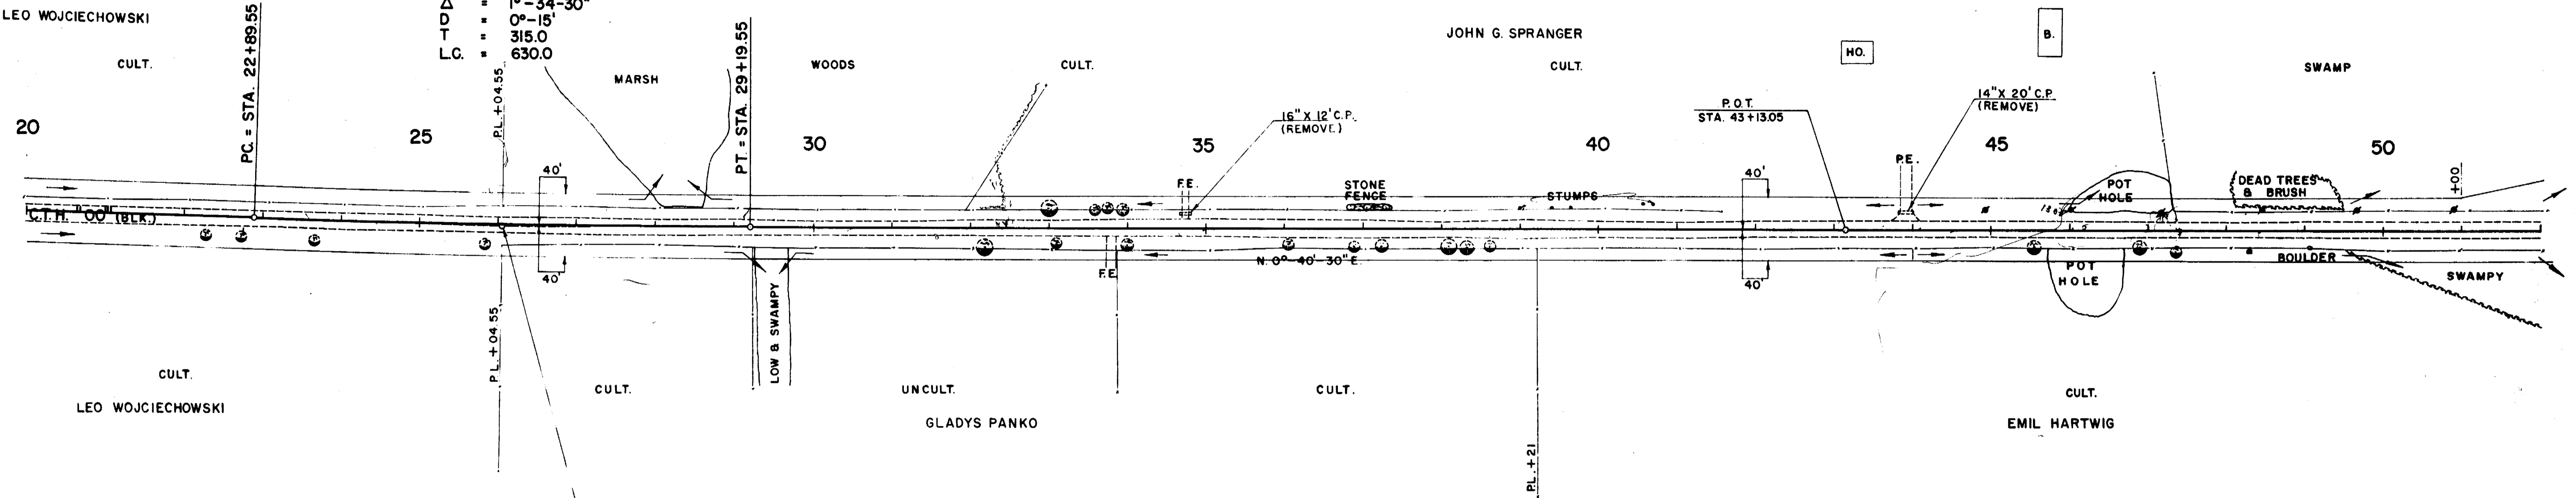 LEO WOJCIECHOWSKI
CULT.
PC. = STA. 22+89.55
Δ = 1°-34-30"
D = 0°-15'
T = 315.0
L.C. = 630.0
P.L.+04.55
MARSH
PT. = STA. 29+19.55
WOODS
CULT.
JOHN G. SPRANGER
CULT.
HO.
B.
SWAMP
16" X 12' C.P.
(REMOVE)
P.O.T.
STA. 43+13.05
14" X 20' C.P.
(REMOVE)
20
25
30
35
40
45
50
40'
F.E.
STONE
FENCE
STUMPS
40'
P.E.
POT
HOLE
DEAD TREES
& BRUSH
+00
C.T.H. "OO" (BLK.)
40'
F.E.
N. 0°-40'-30" E.
40'
POT
HOLE
BOULDER
SWAMPY
P.L.+04.55
LOW & SWAMPY
CULT.
LEO WOJCIECHOWSKI
CULT.
UNCULT.
GLADYS PANKO
CULT.
P.L.+21
CULT.
EMIL HARTWIG